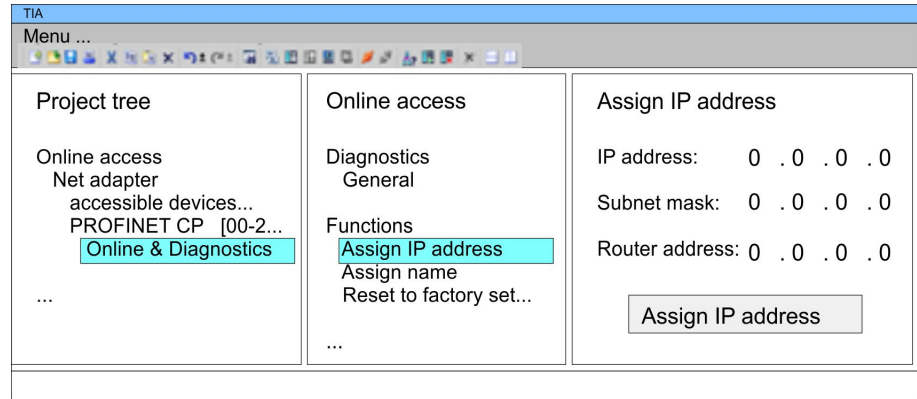 TIA
Menu ...
Project tree
Online access
Net adapter
accessible devices...
PROFINET CP [00-2...
Online & Diagnostics
...
Online access
Diagnostics
General
Functions
Assign IP address
Assign name
Reset to factory set...
...
Assign IP address
IP address: 0 . 0 . 0 . 0
Subnet mask: 0 . 0 . 0 . 0
Router address: 0 . 0 . 0 . 0
Assign IP address